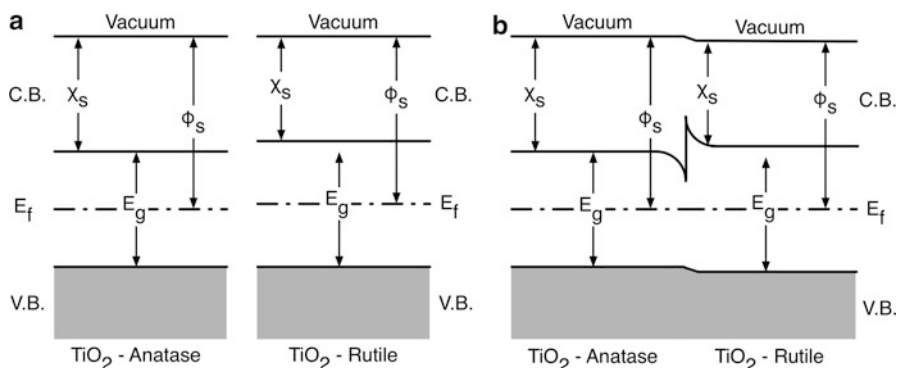 a
Vacuum
Vacuum
C.B.
χs
ϕs
χs
ϕs
C.B.
Ef
Eg
Eg
Ef
V.B.
V.B.
TiO2 - Anatase
TiO2 - Rutile
b
Vacuum
Vacuum
χs
ϕs
χs
ϕs
C.B.
Eg
Eg
Ef
V.B.
TiO2 - Anatase
TiO2 - Rutile